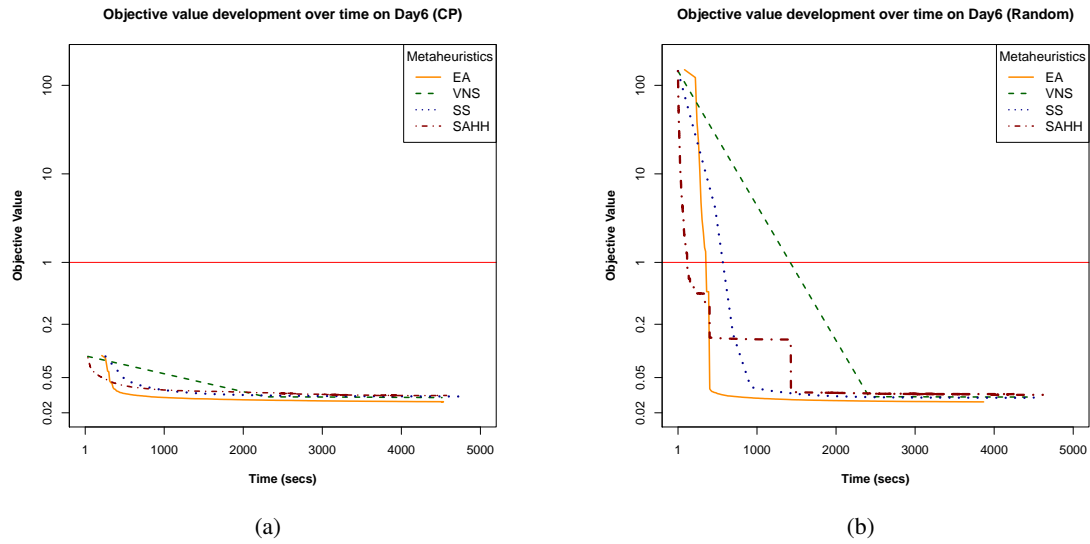 Objective value development over time on Day6 (CP)
Metaheuristics
EA
VNS
SS
SAHH
100
10
1
0.2
0.05
0.02
Objective Value
1
1000
2000
3000
4000
5000
Time (secs)
(a)
Objective value development over time on Day6 (Random)
Metaheuristics
EA
VNS
SS
SAHH
100
10
1
0.2
0.05
0.02
Objective Value
1
1000
2000
3000
4000
5000
Time (secs)
(b)